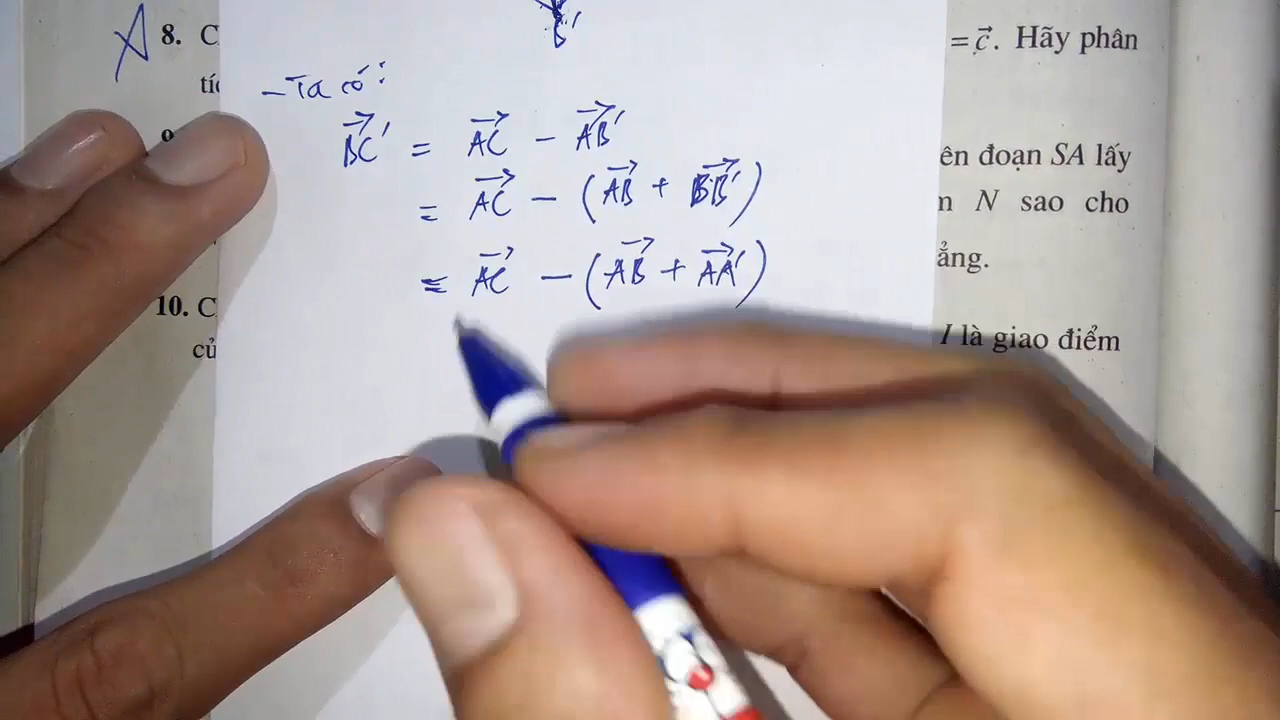 B'
8. C
= c⃗. Hãy phân
tíc
- Ta có:
BC'⃗ = AC⃗ - AB'⃗
= AC⃗ - (AB⃗ + BB'⃗)
= AC⃗ - (AB⃗ + AA'⃗)
ên đoạn SA lấy
n N sao cho
ẳng.
10. C
củ
I là giao điểm